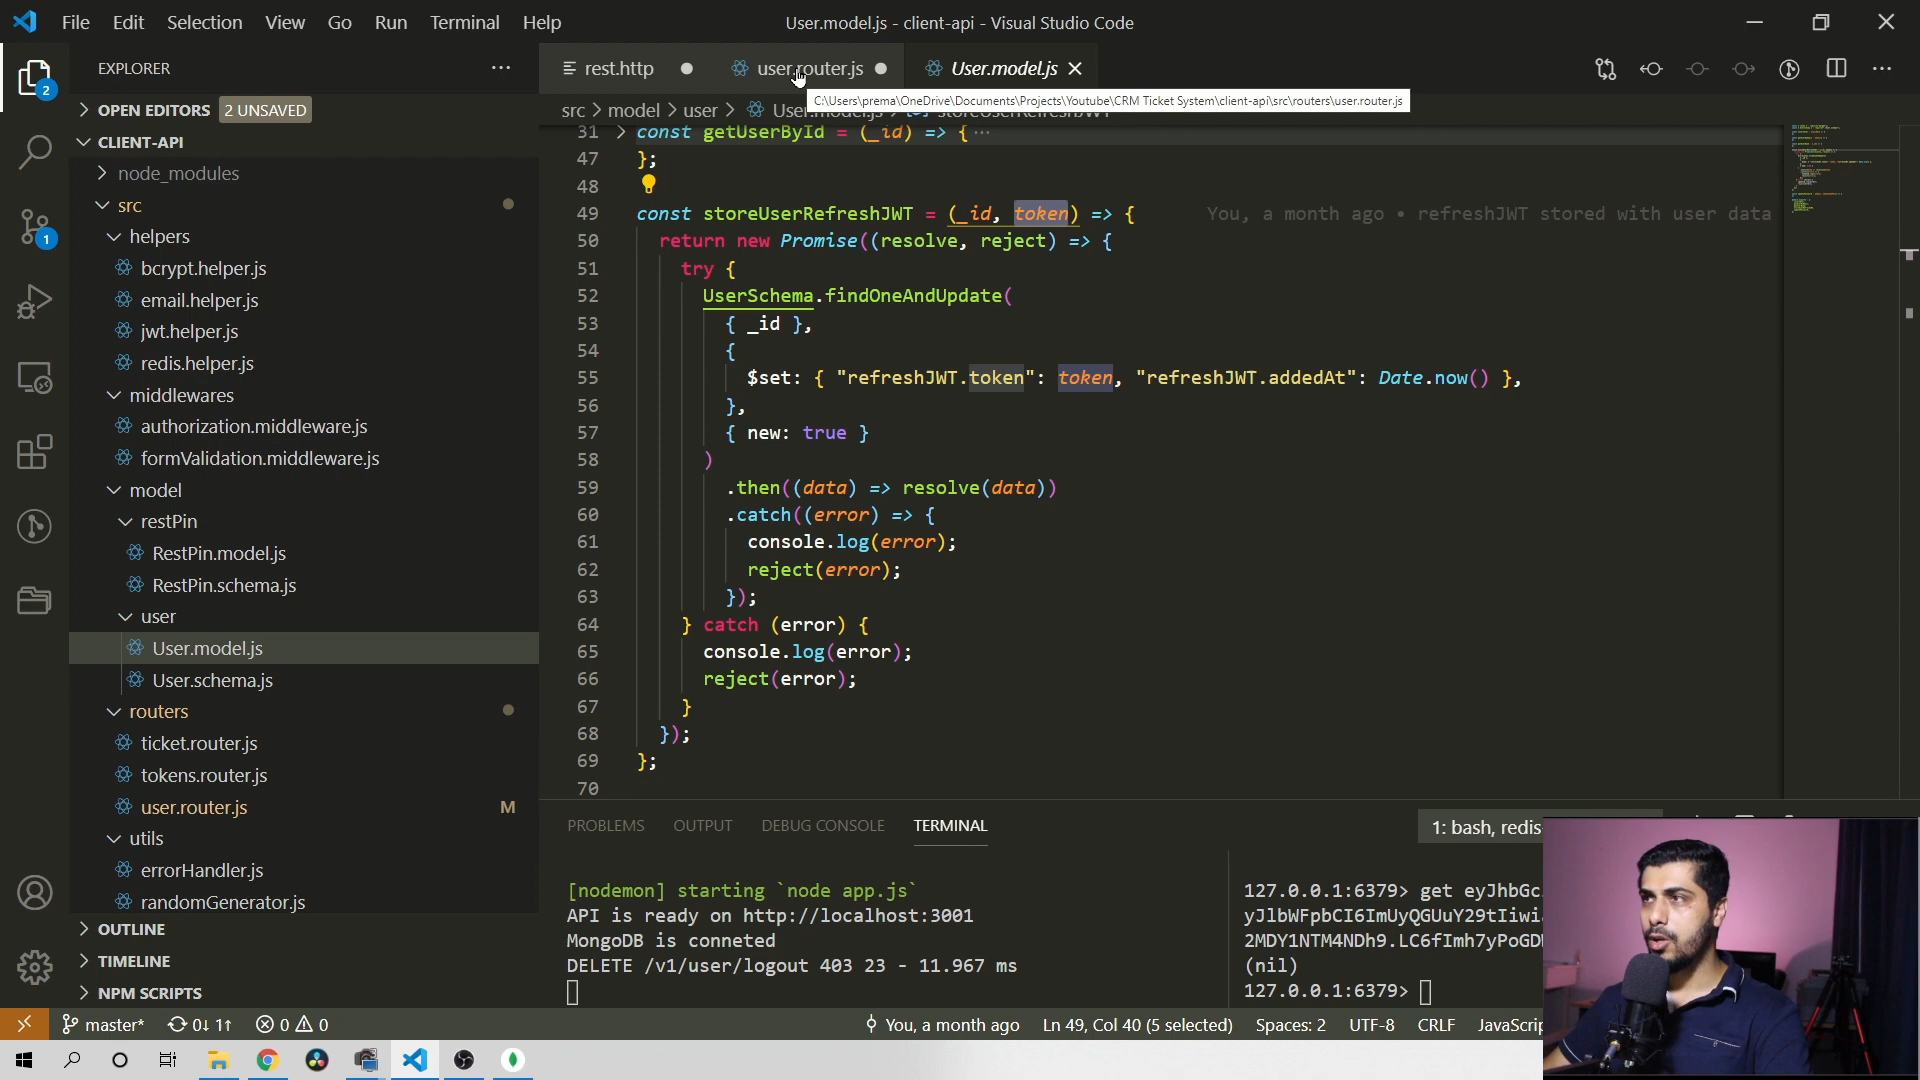 File Edit Selection View Go Run Terminal Help
User.model.js - client-api - Visual Studio Code
EXPLORER
OPEN EDITORS 2 UNSAVED
CLIENT-API
node_modules
src
helpers
bcrypt.helper.js
email.helper.js
jwt.helper.js
redis.helper.js
middlewares
authorization.middleware.js
formValidation.middleware.js
model
restPin
RestPin.model.js
RestPin.schema.js
user
User.model.js
User.schema.js
routers
ticket.router.js
tokens.router.js
user.router.js M
utils
errorHandler.js
randomGenerator.js
OUTLINE
TIMELINE
NPM SCRIPTS
2
1
rest.http
user.router.js
User.model.js
C:\Users\prema\OneDrive\Documents\Projects\Youtube\CRM Ticket System\client-api\src\routers\user.router.js
src > model > user >
31 const getUserById = (_id) => {···
47 };
48
49 const storeUserRefreshJWT = (_id, token) => { You, a month ago • refreshJWT stored with user data
50 return new Promise((resolve, reject) => {
51 try {
52 UserSchema.findOneAndUpdate(
53 { _id },
54 {
55 $set: { "refreshJWT.token": token, "refreshJWT.addedAt": Date.now() },
56 },
57 { new: true }
58 )
59 .then((data) => resolve(data))
60 .catch((error) => {
61 console.log(error);
62 reject(error);
63 });
64 } catch (error) {
65 console.log(error);
66 reject(error);
67 }
68 });
69 };
70
PROBLEMS OUTPUT DEBUG CONSOLE TERMINAL
1: bash, redis-
[nodemon] starting `node app.js`
API is ready on http://localhost:3001
MongoDB is conneted
DELETE /v1/user/logout 403 23 - 11.967 ms
127.0.0.1:6379> get
(nil)
127.0.0.1:6379>
master* 0↓ 1↑ 0 0
You, a month ago Ln 49, Col 40 (5 selected) Spaces: 2 UTF-8 CRLF